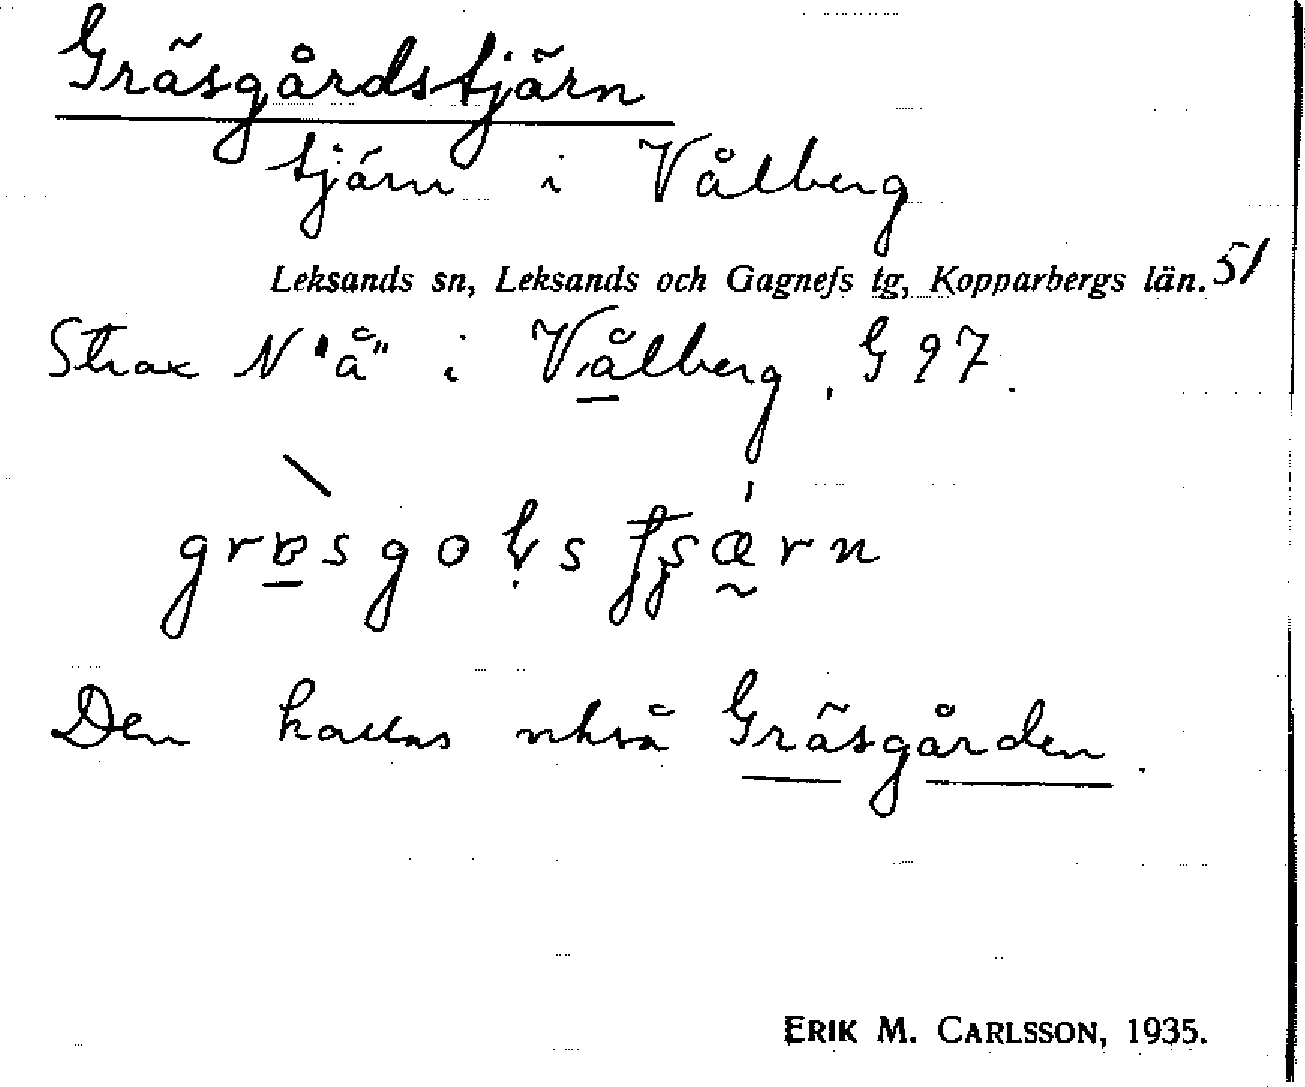 Gräsgårdstjärn
tjärn i Vålberg
Leksands sn, Leksands och Gagnefs tg, Kopparbergs län. 51
Strax N "å" i Vålberg, G 97.
Den kallas också Gräsgården.
ERIK M. CARLSSON, 1935.